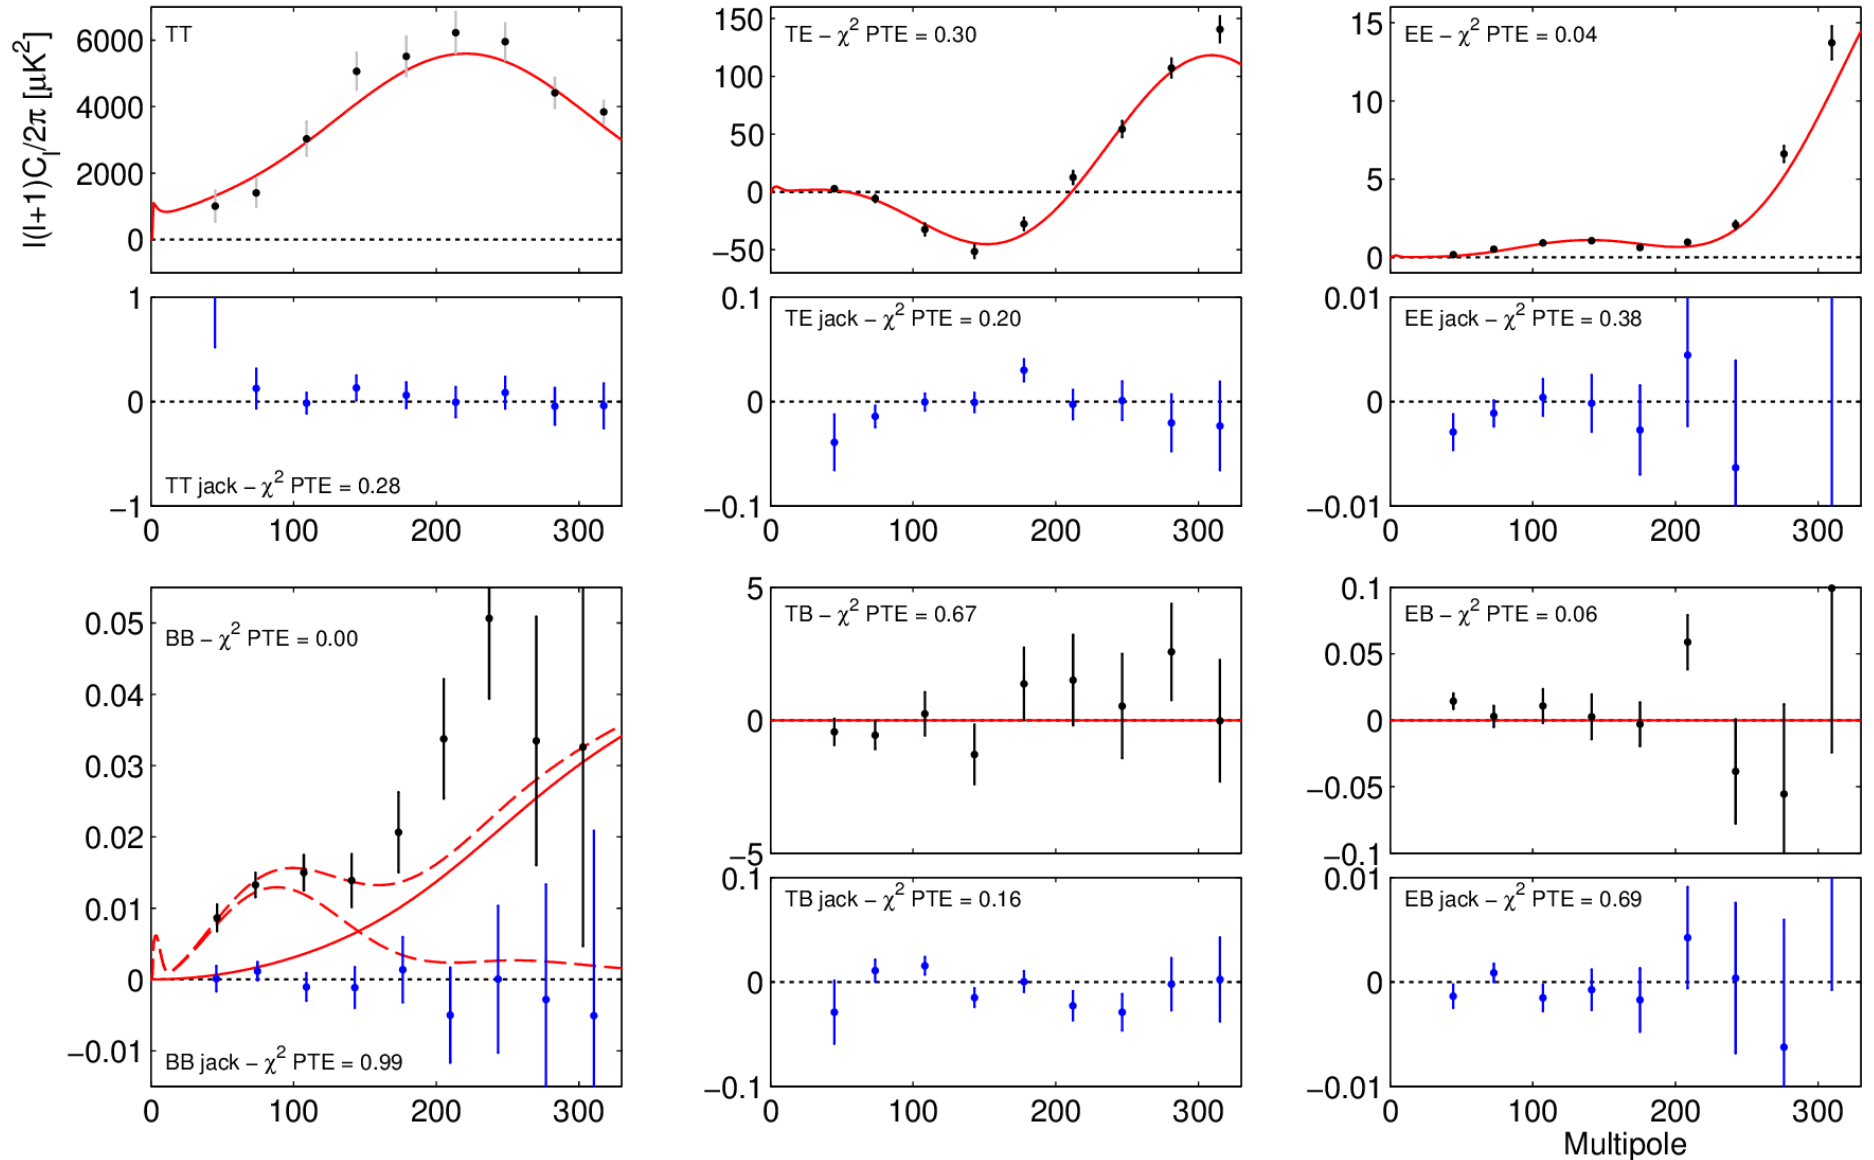 l(l+1)C_l/2π [μK²]
TT
6000
4000
2000
0
TE − χ² PTE = 0.30
150
100
50
0
−50
EE − χ² PTE = 0.04
15
10
5
0
TT jack − χ² PTE = 0.28
1
0
−1
0 100 200 300
TE jack − χ² PTE = 0.20
0.1
0
−0.1
0 100 200 300
EE jack − χ² PTE = 0.38
0.01
0
−0.01
0 100 200 300
BB − χ² PTE = 0.00
0.05
0.04
0.03
0.02
0.01
0
−0.01
BB jack − χ² PTE = 0.99
0 100 200 300
TB − χ² PTE = 0.67
5
0
−5
EB − χ² PTE = 0.06
0.1
0.05
0
−0.05
−0.1
TB jack − χ² PTE = 0.16
0.1
0
−0.1
0 100 200 300
EB jack − χ² PTE = 0.69
0.01
0
−0.01
0 100 200 300
Multipole